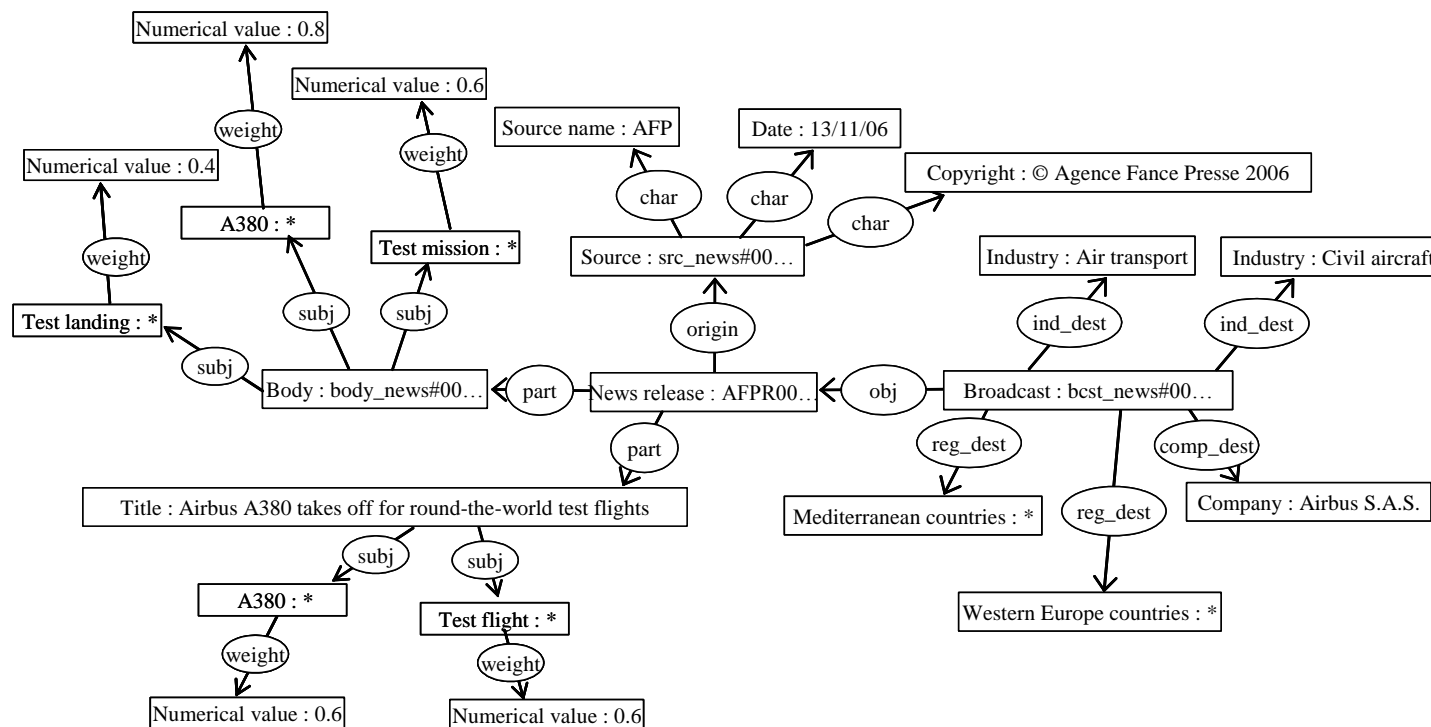 Numerical value : 0.8
Numerical value : 0.6
weight
Source name : AFP
Date : 13/11/06
weight
Numerical value : 0.4
Copyright : © Agence Fance Presse 2006
char
char
char
A380 : *
Test mission : *
weight
Source : src_news#00…
Industry : Air transport
Industry : Civil aircraft
subj
subj
Test landing : *
origin
ind_dest
ind_dest
subj
Body : body_news#00…
part
News release : AFPR00…
obj
Broadcast : bcst_news#00…
part
reg_dest
comp_dest
Title : Airbus A380 takes off for round-the-world test flights
Mediterranean countries : *
reg_dest
Company : Airbus S.A.S.
subj
subj
A380 : *
Test flight : *
Western Europe countries : *
weight
weight
Numerical value : 0.6
Numerical value : 0.6